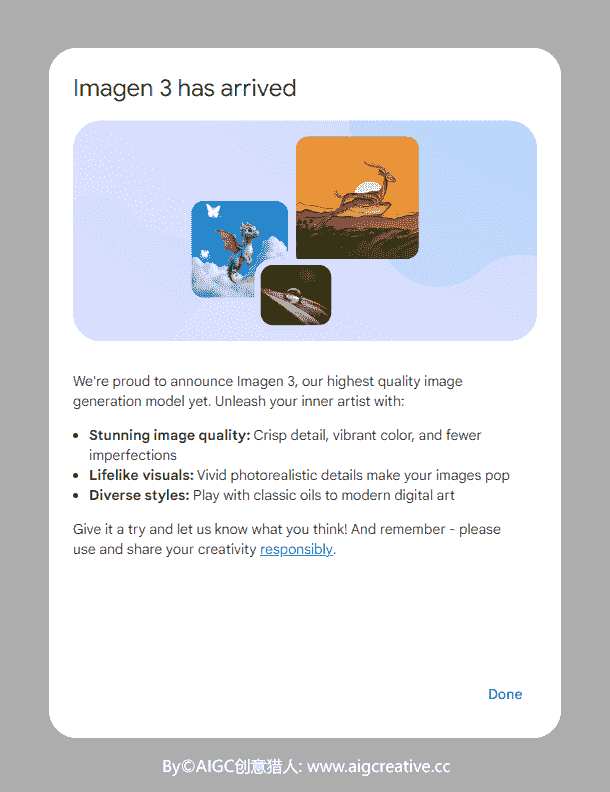 Imagen 3 has arrived
We're proud to announce Imagen 3, our highest quality image
generation model yet. Unleash your inner artist with:
• Stunning image quality: Crisp detail, vibrant color, and fewer
imperfections
• Lifelike visuals: Vivid photorealistic details make your images pop
• Diverse styles: Play with classic oils to modern digital art
Give it a try and let us know what you think! And remember - please
use and share your creativity responsibly.
Done
By©AIGC创意猎人: www.aigcreative.cc